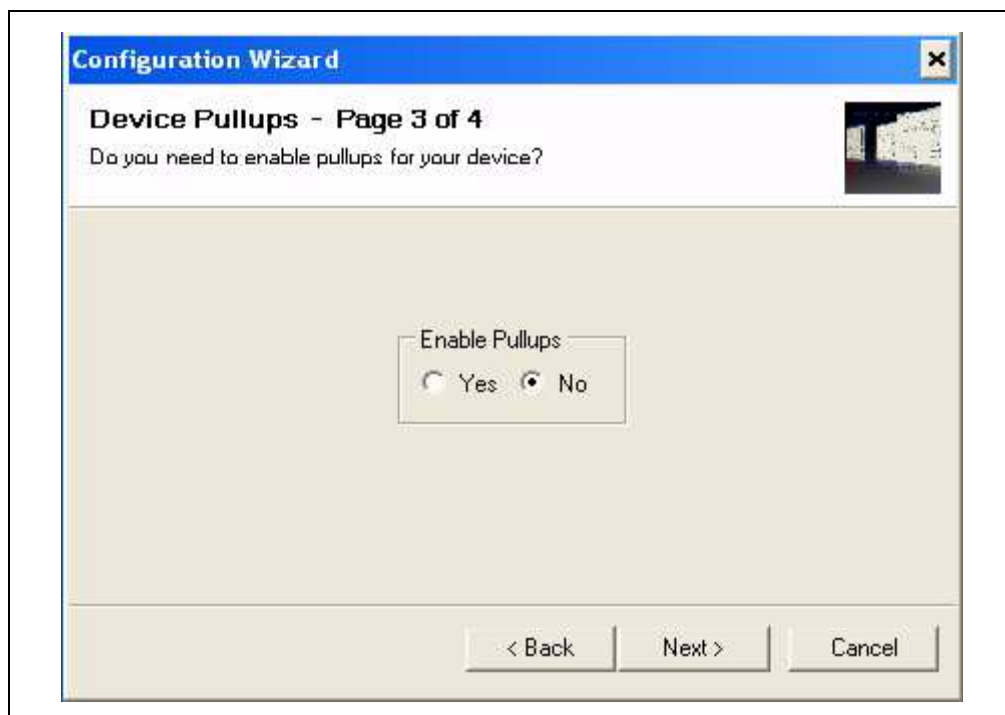 Configuration Wizard
Device Pullups - Page 3 of 4
Do you need to enable pullups for your device?
Enable Pullups
Yes No
< Back Next > Cancel